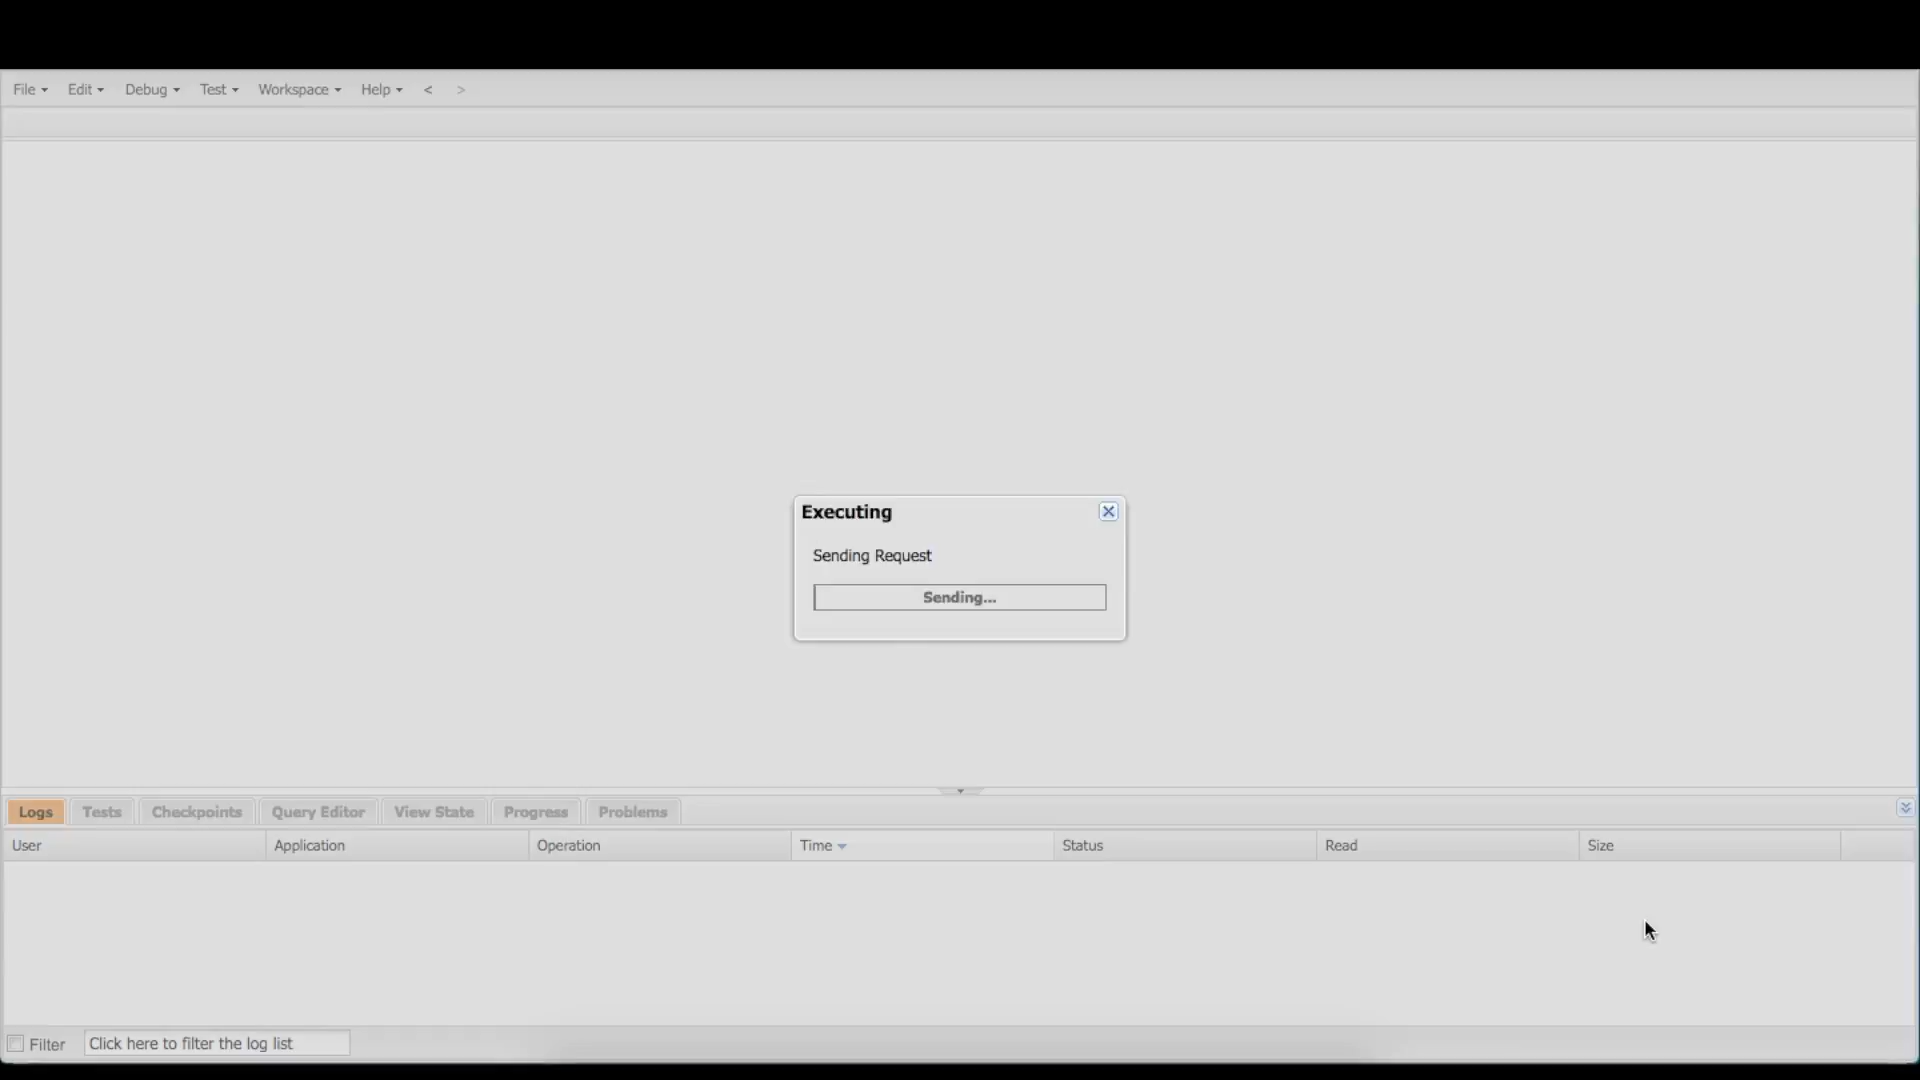 File Edit Debug Test Workspace Help < >
Executing
Sending Request
Sending...
Logs Tests Checkpoints Query Editor View State Progress Problems
User Application Operation Time Status Read Size
Filter Click here to filter the log list